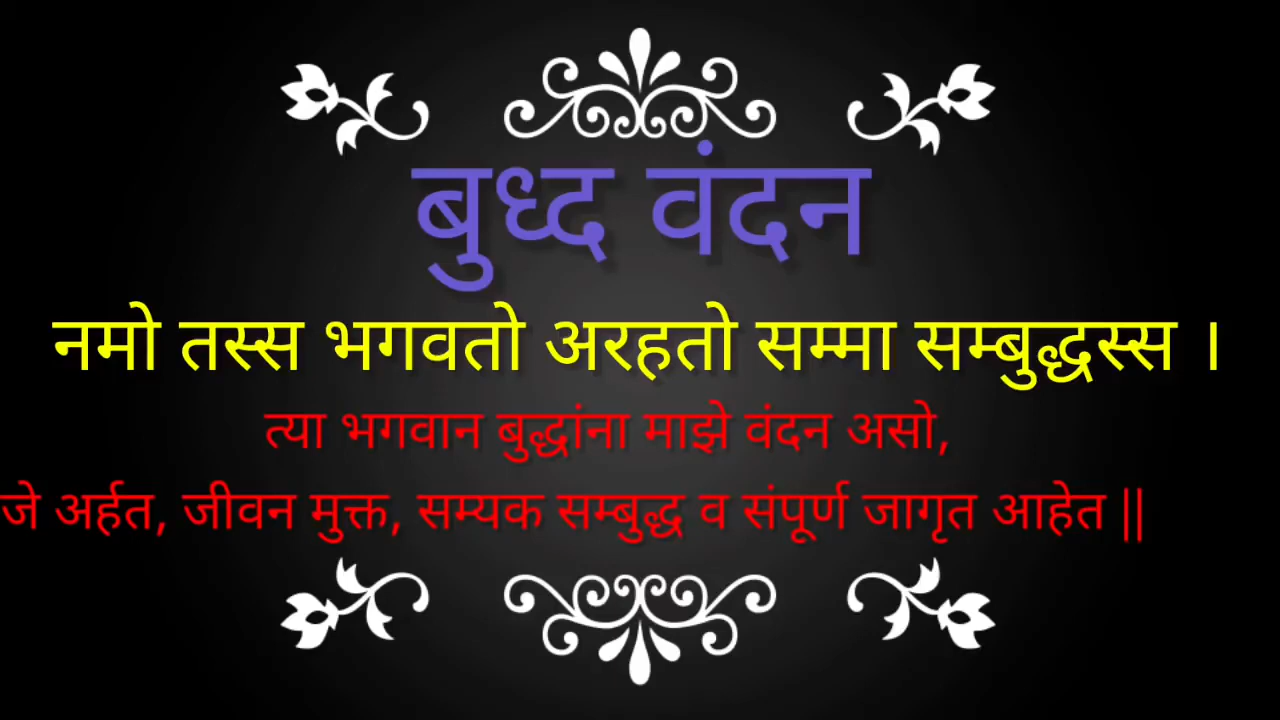 बुध्द वंदन
नमो तस्स भगवतो अरहतो सम्मा सम्बुद्धस्स ।
त्या भगवान बुद्धांना माझे वंदन असो,
जे अर्हत, जीवन मुक्त, सम्यक सम्बुद्ध व संपूर्ण जागृत आहेत ||